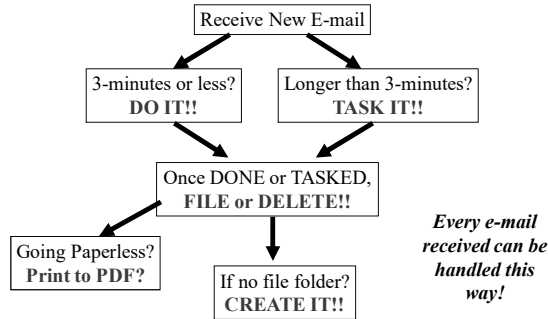 Receive New E-mail
3-minutes or less?
DO IT!!
Longer than 3-minutes?
TASK IT!!
Once DONE or TASKED,
FILE or DELETE!!
Going Paperless?
Print to PDF?
If no file folder?
CREATE IT!!
Every e-mail
received can be
handled this
way!